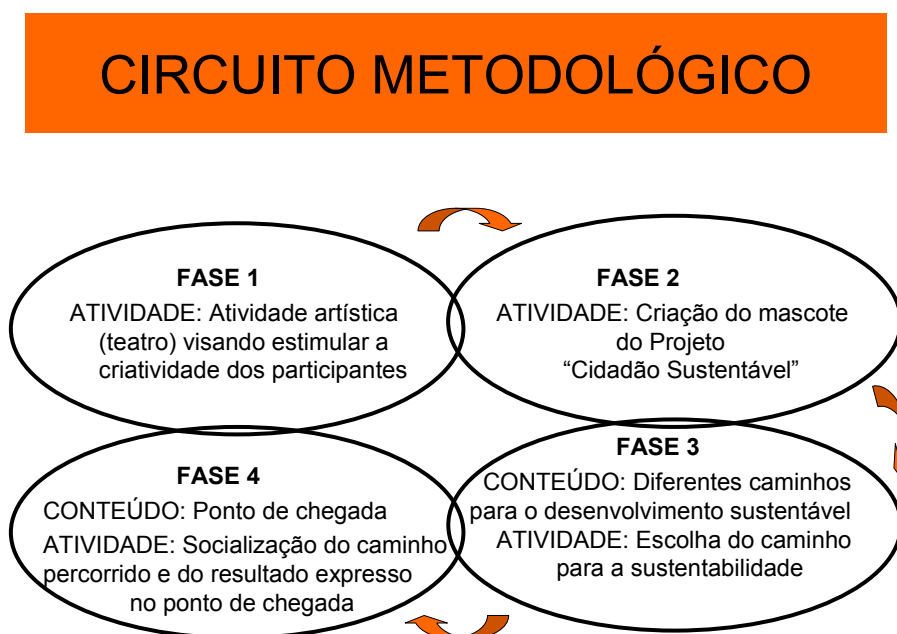 CIRCUITO METODOLÓGICO
FASE 1
ATIVIDADE: Atividade artística
(teatro) visando estimular a
criatividade dos participantes
FASE 2
ATIVIDADE: Criação do mascote
do Projeto
“Cidadão Sustentável”
FASE 3
CONTEÚDO: Diferentes caminhos
para o desenvolvimento sustentável
ATIVIDADE: Escolha do caminho
para a sustentabilidade
FASE 4
CONTEÚDO: Ponto de chegada
ATIVIDADE: Socialização do caminho
percorrido e do resultado expresso
no ponto de chegada